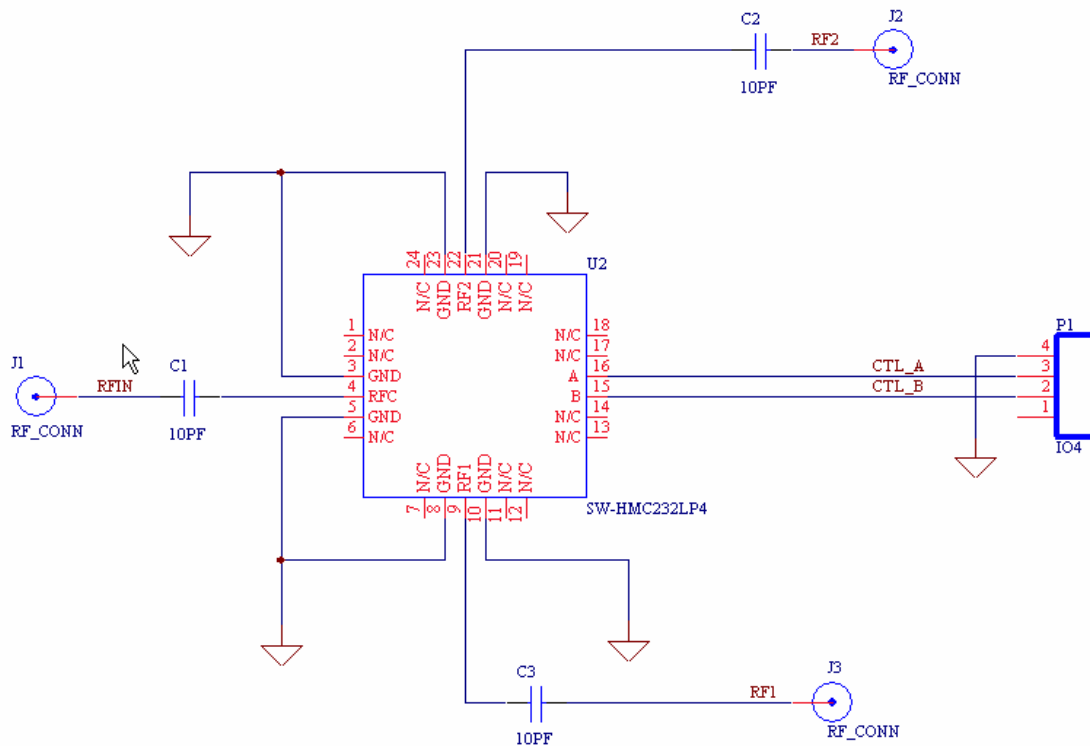 C2
J2
RF2
10PF
RF_CONN
24
23
22
21
20
19
U2
N/C
GND
RF2
GND
N/C
N/C
1
N/C
2
N/C
3
GND
4
RFC
5
GND
6
N/C
N/C
18
N/C
17
A
16
B
15
N/C
14
N/C
13
J1
RFIN
C1
RF_CONN
10PF
CTL_A
CTL_B
P1
4
3
2
1
IO4
N/C
GND
RF1
GND
N/C
N/C
7
8
9
10
11
12
SW-HMC232LP4
C3
RF1
J3
10PF
RF_CONN